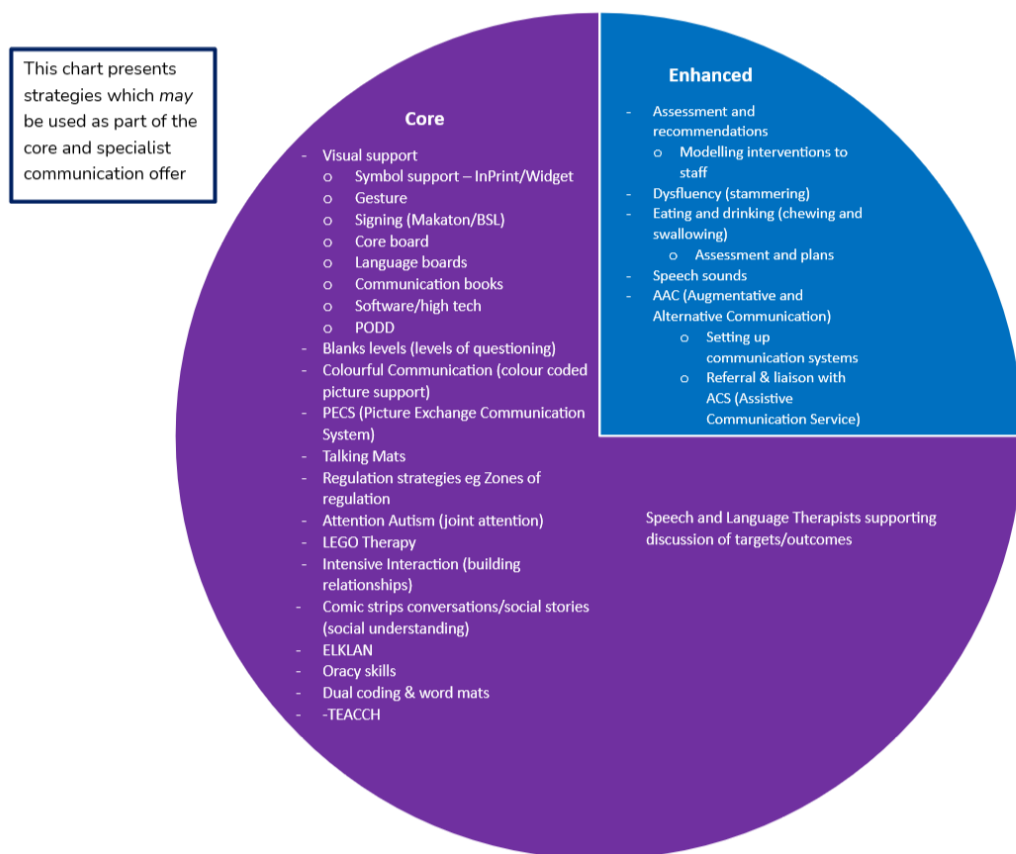 This chart presents
strategies which may
be used as part of the
core and specialist
communication offer
Core
- Visual support
o Symbol support – InPrint/Widget
o Gesture
o Signing (Makaton/BSL)
o Core board
o Language boards
o Communication books
o Software/high tech
o PODD
- Blanks levels (levels of questioning)
- Colourful Communication (colour coded
picture support)
- PECS (Picture Exchange Communication
System)
- Talking Mats
- Regulation strategies eg Zones of
regulation
- Attention Autism (joint attention)
- LEGO Therapy
- Intensive Interaction (building
relationships)
- Comic strips conversations/social stories
(social understanding)
- ELKLAN
- Oracy skills
- Dual coding & word mats
- -TEACCH
Enhanced
- Assessment and
recommendations
o Modelling interventions to
staff
- Dysfluency (stammering)
- Eating and drinking (chewing and
swallowing)
o Assessment and plans
- Speech sounds
- AAC (Augmentative and
Alternative Communication)
o Setting up
communication systems
o Referral & liaison with
ACS (Assistive
Communication Service)
Speech and Language Therapists supporting
discussion of targets/outcomes